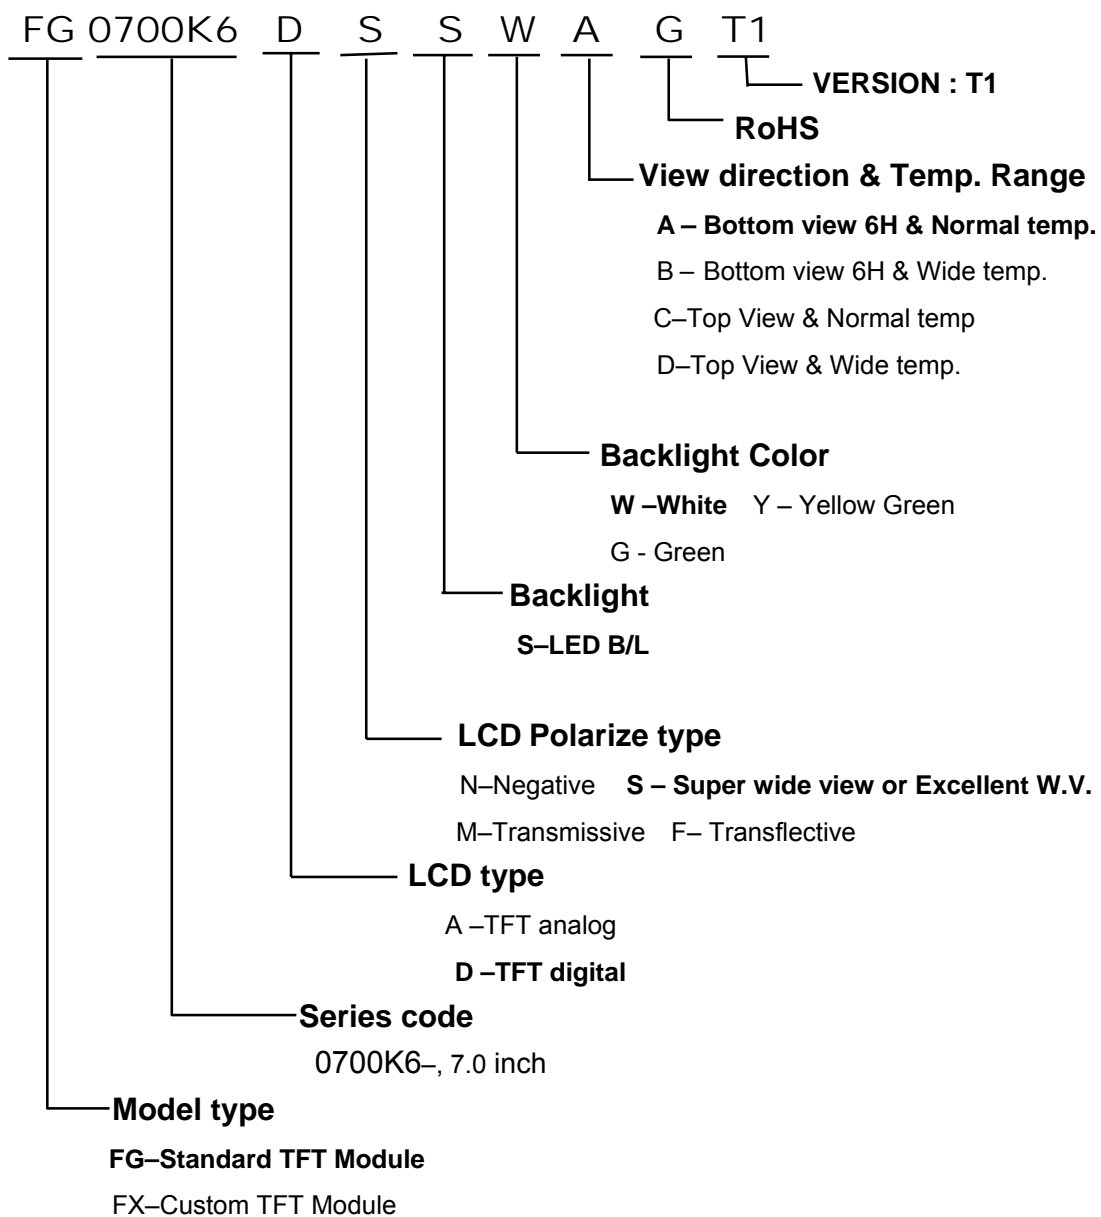 FG 0700K6 D S S W A G T1
VERSION : T1
RoHS
View direction & Temp. Range
A – Bottom view 6H & Normal temp.
B – Bottom view 6H & Wide temp.
C–Top View & Normal temp
D–Top View & Wide temp.
Backlight Color
W –White Y – Yellow Green
G - Green
Backlight
S–LED B/L
LCD Polarize type
N–Negative S – Super wide view or Excellent W.V.
M–Transmissive F– Transflective
LCD type
A –TFT analog
D –TFT digital
Series code
0700K6–, 7.0 inch
Model type
FG–Standard TFT Module
FX–Custom TFT Module